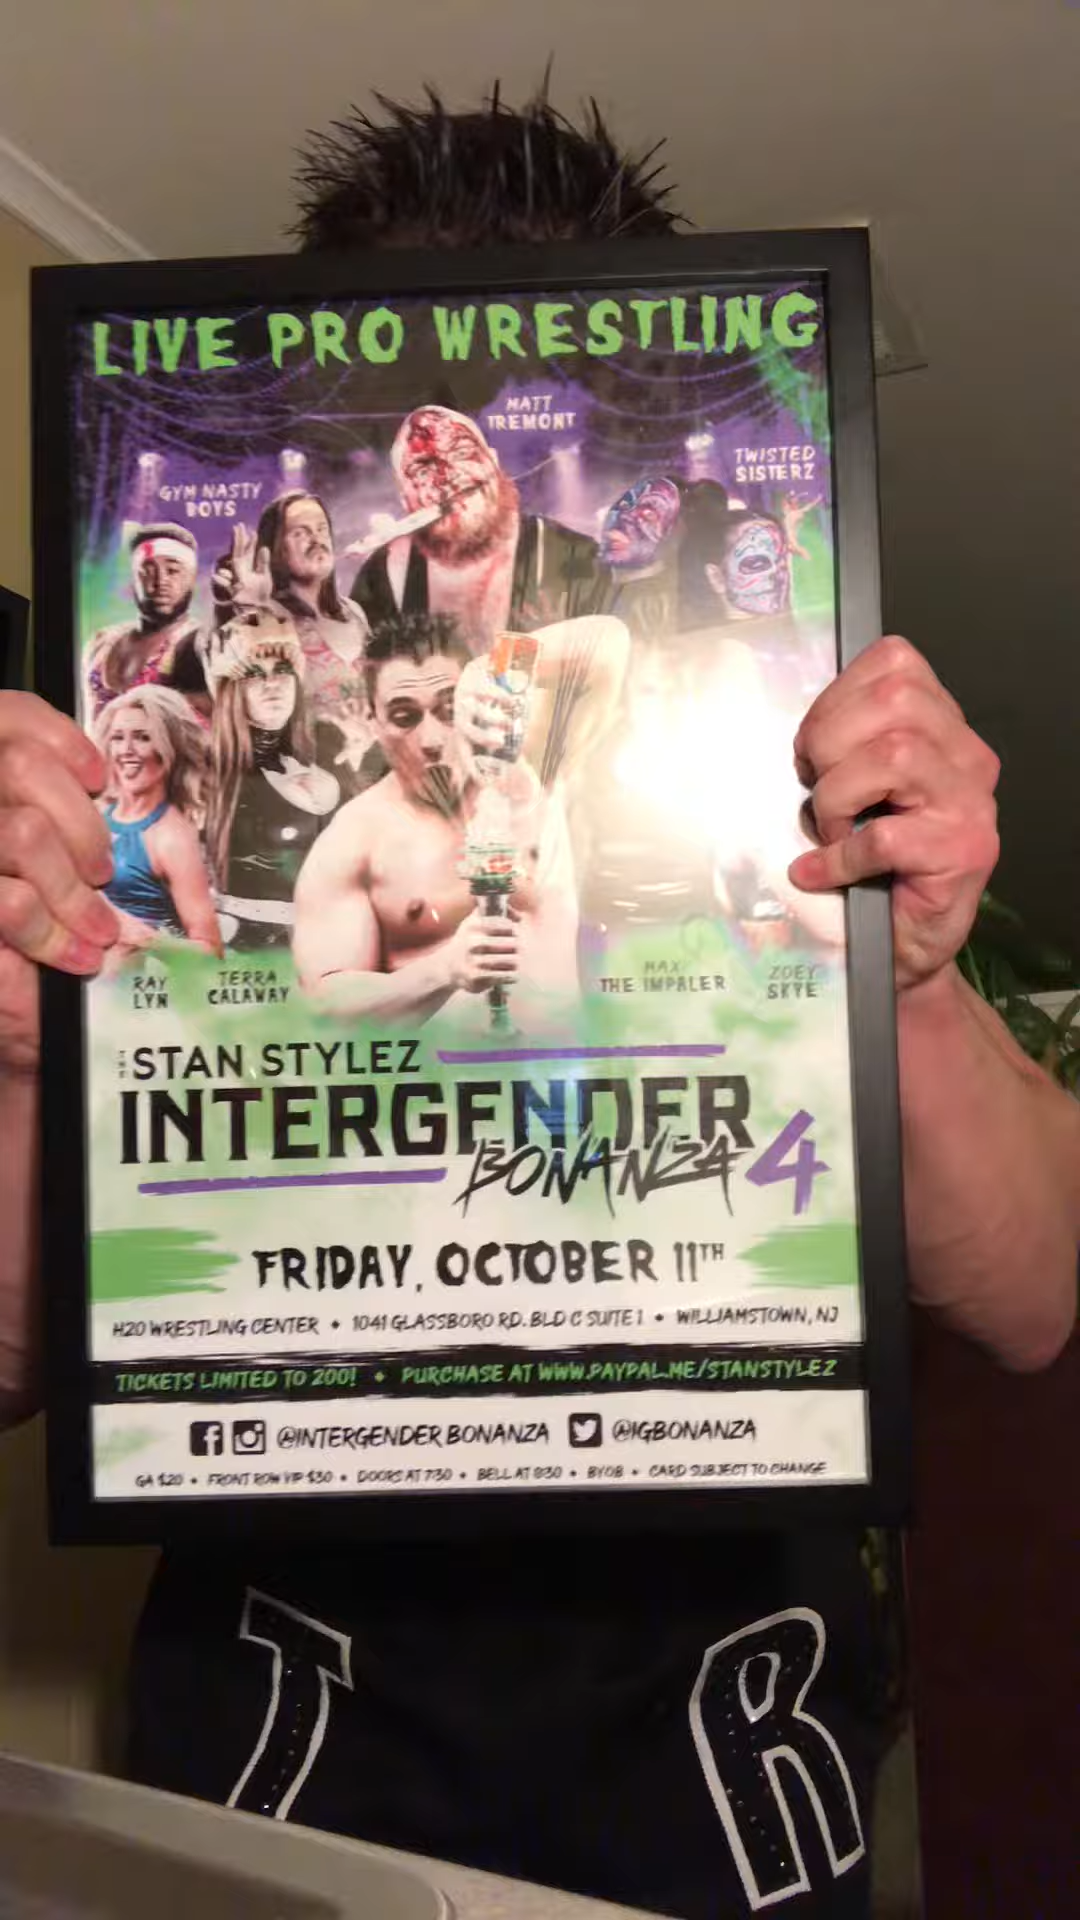 LIVE PRO WRESTLING
MATT
TREMONT
TWISTED
SISTERZ
GYM NASTY
BOYS
RAY
LYN
TERRA
CALAWAY
MAX
THE IMPALER
ZOEY
SKYE
THE STAN STYLEZ
INTERGENDER
BONANZA 4
FRIDAY, OCTOBER 11TH
H2O WRESTLING CENTER • 1041 GLASSBORO RD. BLD C SUITE 1 • WILLIAMSTOWN, NJ
TICKETS LIMITED TO 200! • PURCHASE AT WWW.PAYPAL.ME/STANSTYLEZ
@INTERGENDER BONANZA @IGBONANZA
GA $20 • FRONT ROW VIP $30 • DOORS AT 7:30 • BELL AT 8:30 • BYOB • CARD SUBJECT TO CHANGE
T R